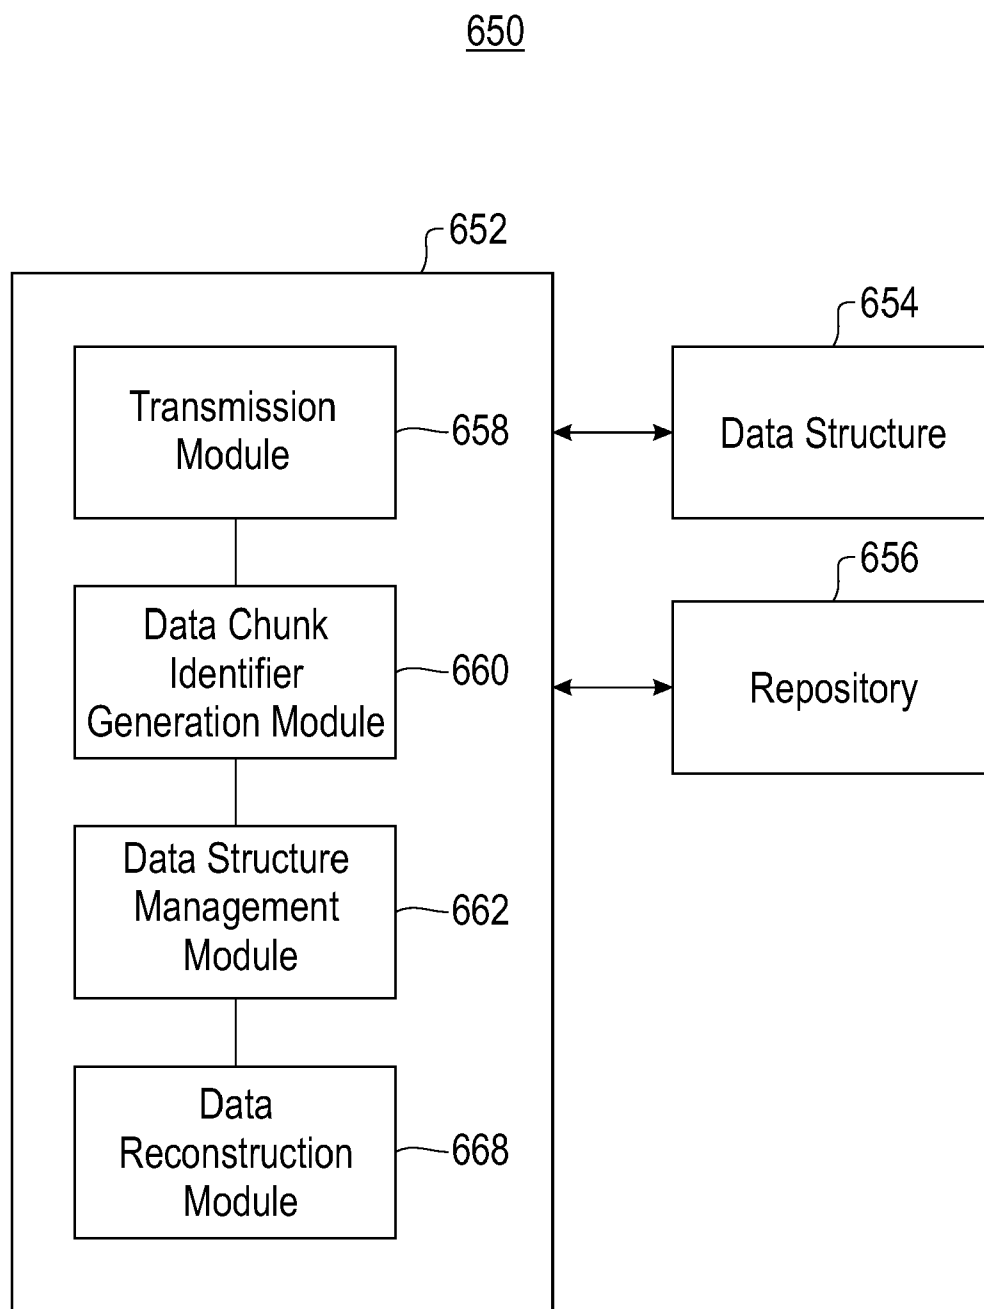 650
652
654
Transmission
Module
658
Data Structure
656
Data Chunk
Identifier
Generation Module
660
Repository
Data Structure
Management
Module
662
Data
Reconstruction
Module
668